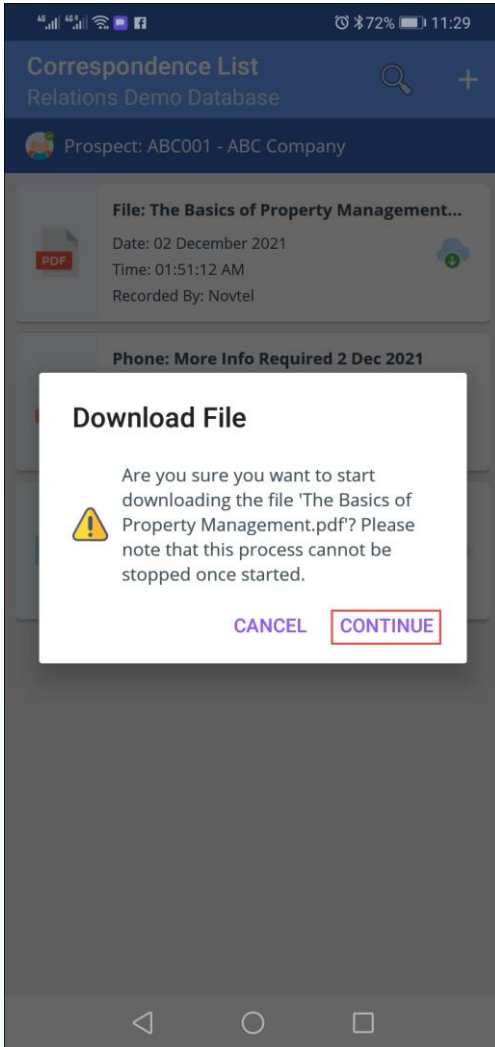 4G 4G 72% 11:29
Correspondence List
Relations Demo Database
Prospect: ABC001 - ABC Company
File: The Basics of Property Management...
PDF
Date: 02 December 2021
Time: 01:51:12 AM
Recorded By: Novtel
Phone: More Info Required 2 Dec 2021
Download File
Are you sure you want to start
downloading the file 'The Basics of
Property Management.pdf'? Please
note that this process cannot be
stopped once started.
CANCEL CONTINUE